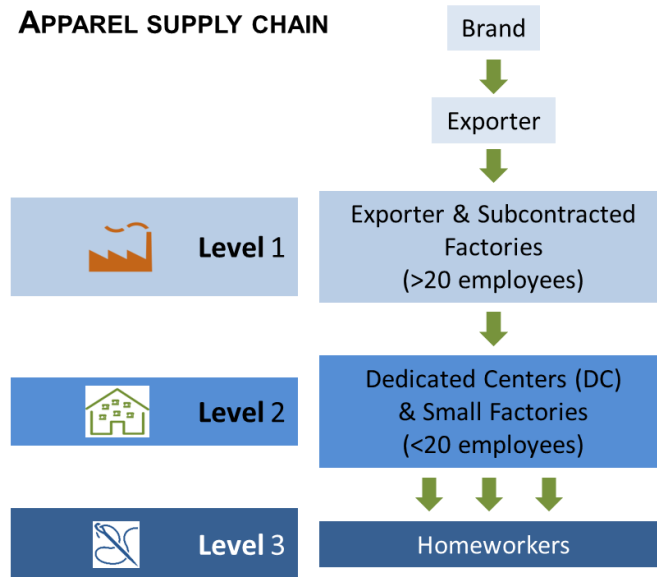 APPAREL SUPPLY CHAIN
Brand
Exporter
Level 1
Exporter & Subcontracted
Factories
(>20 employees)
Level 2
Dedicated Centers (DC)
& Small Factories
(<20 employees)
Level 3
Homeworkers